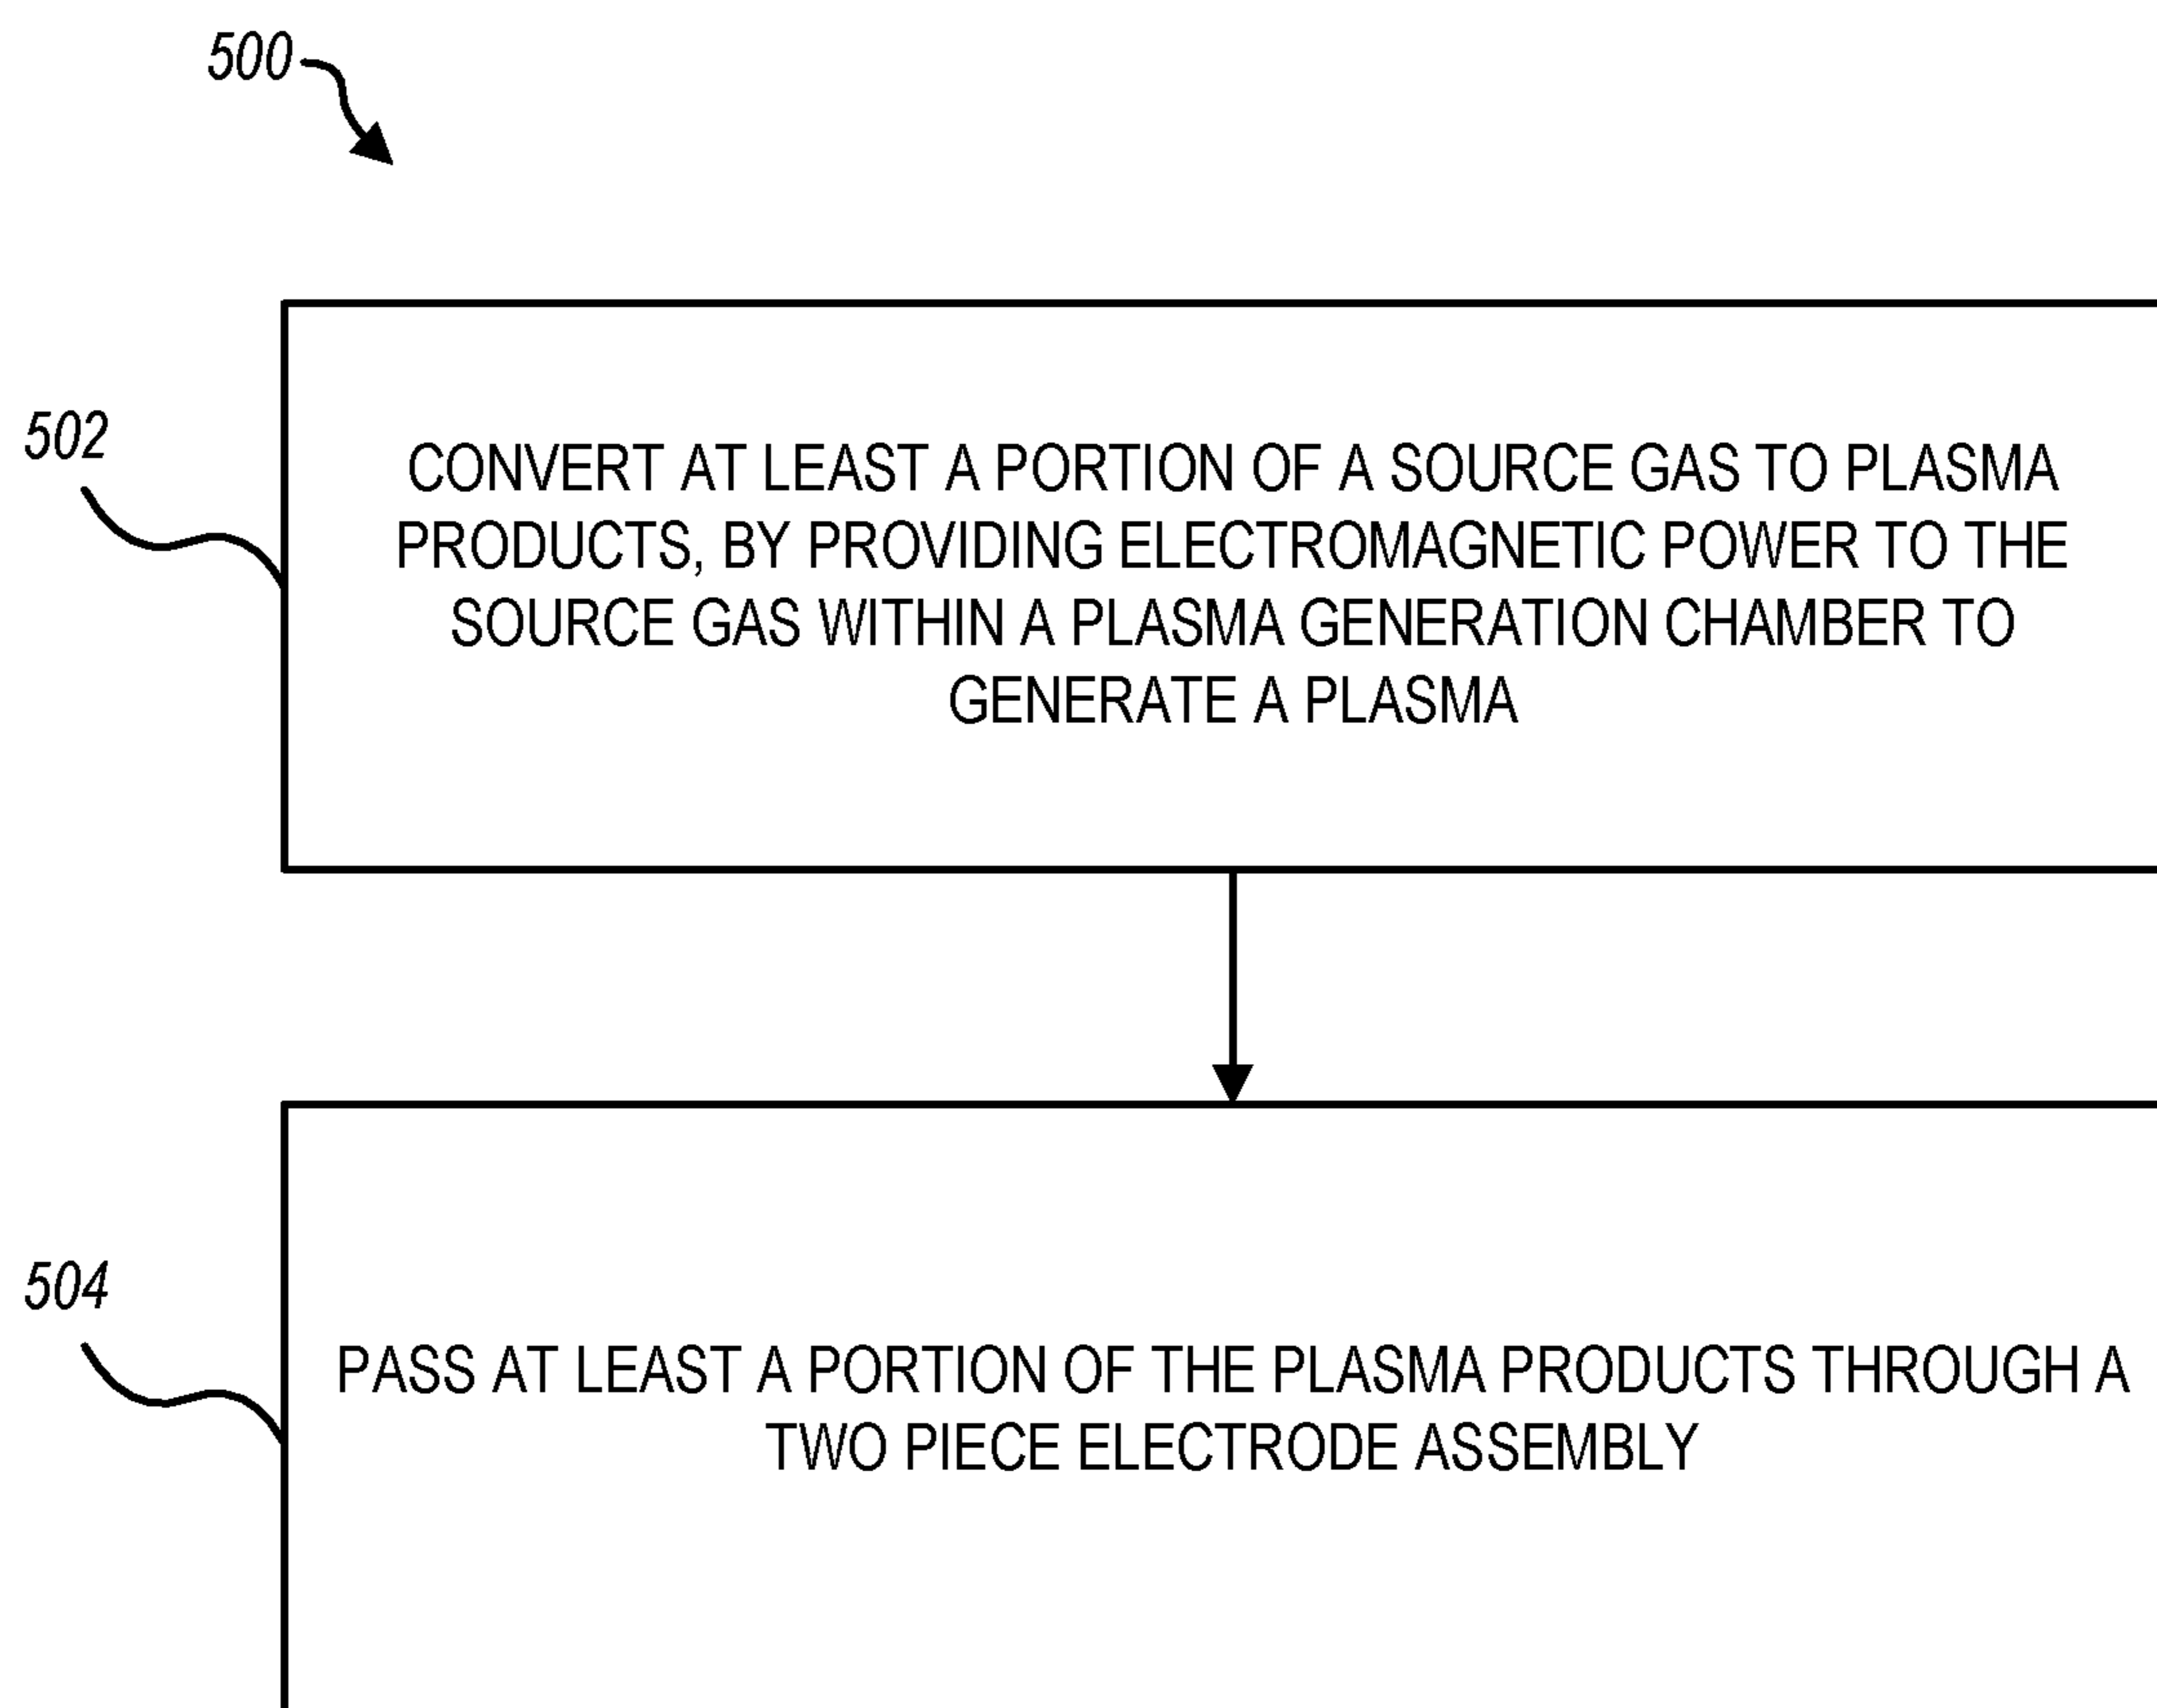 500
502
CONVERT AT LEAST A PORTION OF A SOURCE GAS TO PLASMA
PRODUCTS, BY PROVIDING ELECTROMAGNETIC POWER TO THE
SOURCE GAS WITHIN A PLASMA GENERATION CHAMBER TO
GENERATE A PLASMA
504
PASS AT LEAST A PORTION OF THE PLASMA PRODUCTS THROUGH A
TWO PIECE ELECTRODE ASSEMBLY